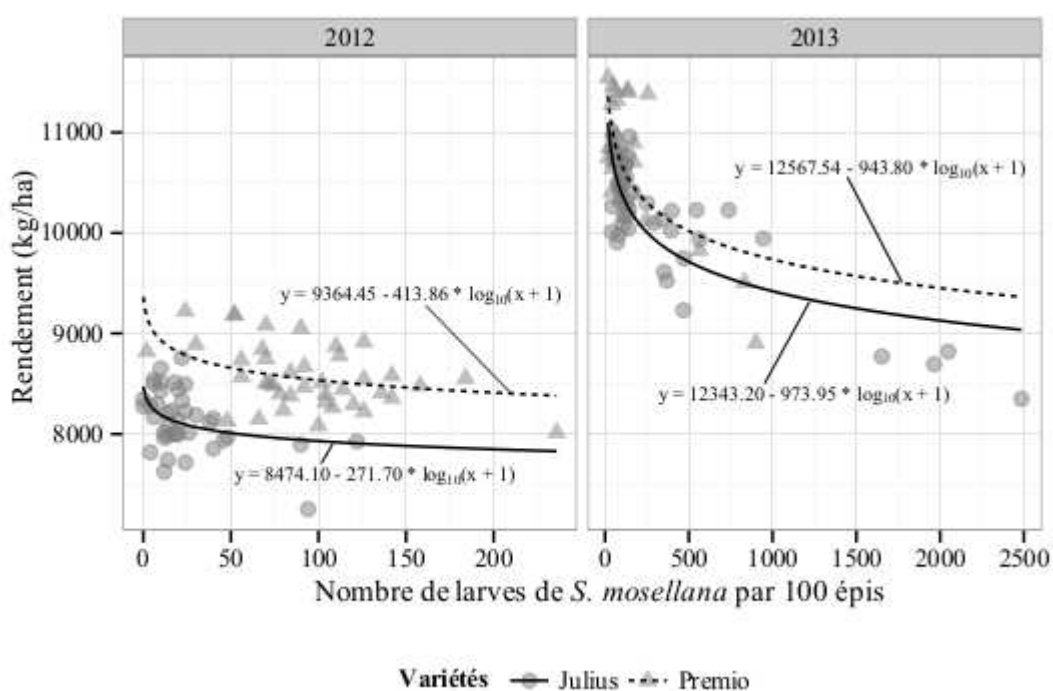 2012
2013
11000
10000
9000
8000
Rendement (kg/ha)
y = 9364.45 - 413.86 * log10(x + 1)
y = 8474.10 - 271.70 * log10(x + 1)
y = 12567.54 - 943.80 * log10(x + 1)
y = 12343.20 - 973.95 * log10(x + 1)
0 50 100 150 200
0 500 1000 1500 2000 2500
Nombre de larves de S. mosellana par 100 épis
Variétés Julius Premio